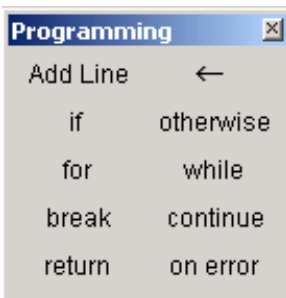 Programming
Add Line ←
if otherwise
for while
break continue
return on error